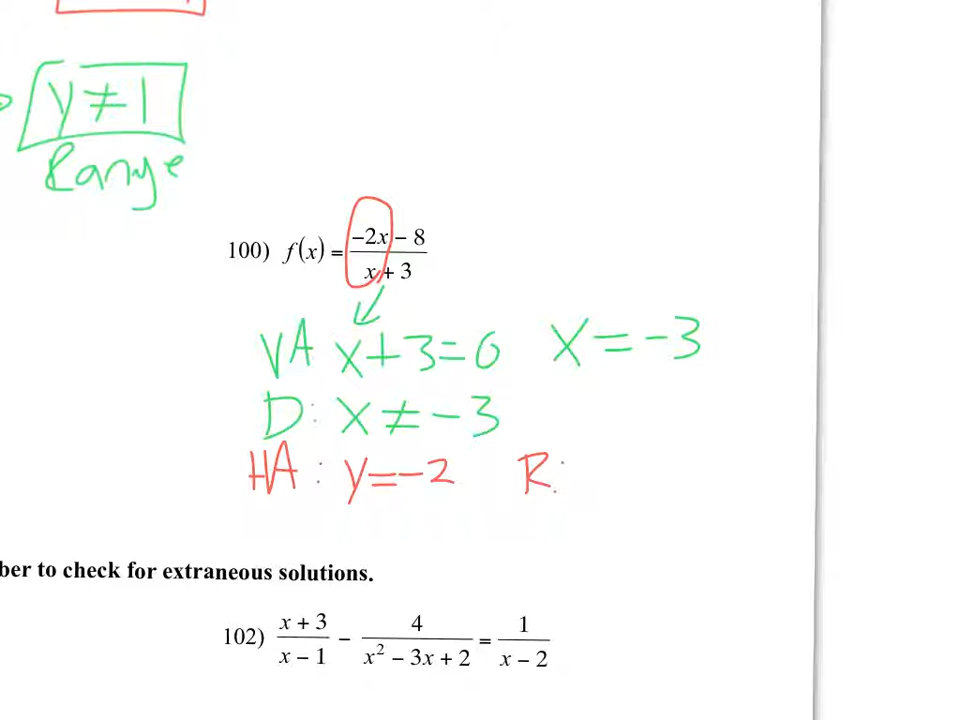 y ≠ 1
Range
100) f(x) = (-2x - 8)/(x + 3)
VA x+3=0 x=-3
D: x ≠ -3
HA: y=-2 R:
ber to check for extraneous solutions.
102) (x + 3)/(x - 1) - 4/(x² - 3x + 2) = 1/(x - 2)